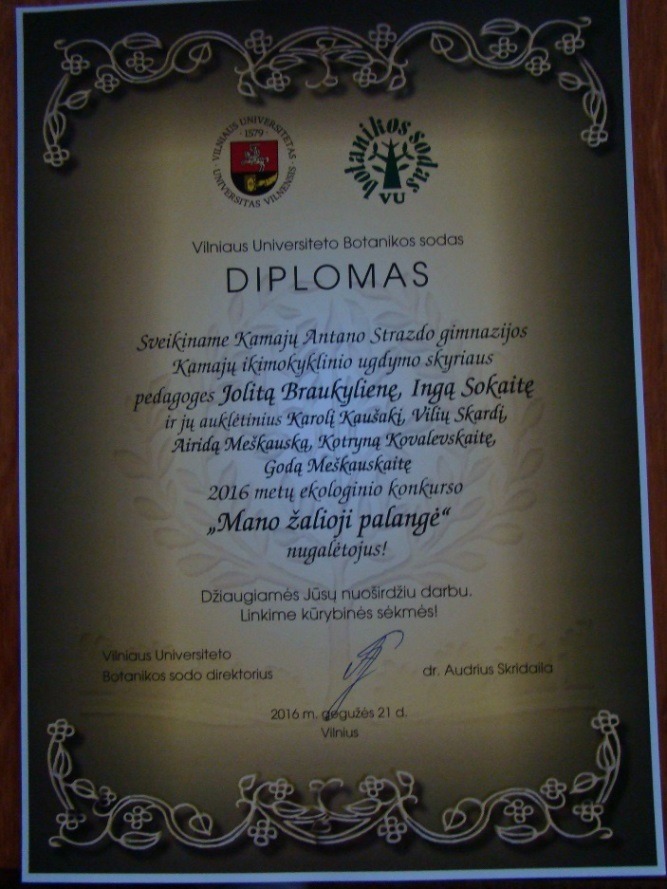 VILNIAUS UNIVERSITETAS
· 1579 ·
UNIVERSITAS VILNENSIS
botanikos sodas
VU
Vilniaus Universiteto Botanikos sodas
DIPLOMAS
Sveikiname Kamajų Antano Strazdo gimnazijos
Kamajų ikimokyklinio ugdymo skyriaus
pedagoges Jolitą Braukylienę, Ingą Sokaitę
ir jų auklėtinius Karolį Kaušakį, Vilių Skardį,
Airidą Meškauską, Kotryną Kovalevskaitę,
Godą Meškauskaitę
2016 metų ekologinio konkurso
„Mano žalioji palangė“
nugalėtojus!
Džiaugiamės Jūsų nuoširdžiu darbu.
Linkime kūrybinės sėkmės!
Vilniaus Universiteto
Botanikos sodo direktorius
dr. Audrius Skridaila
2016 m. gegužės 21 d.
Vilnius